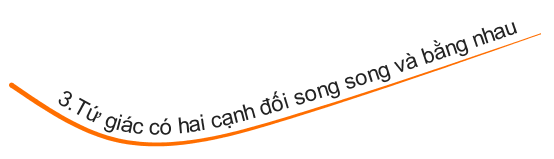 3.Tứ giác có hai cạnh đối song song và bằng nhau